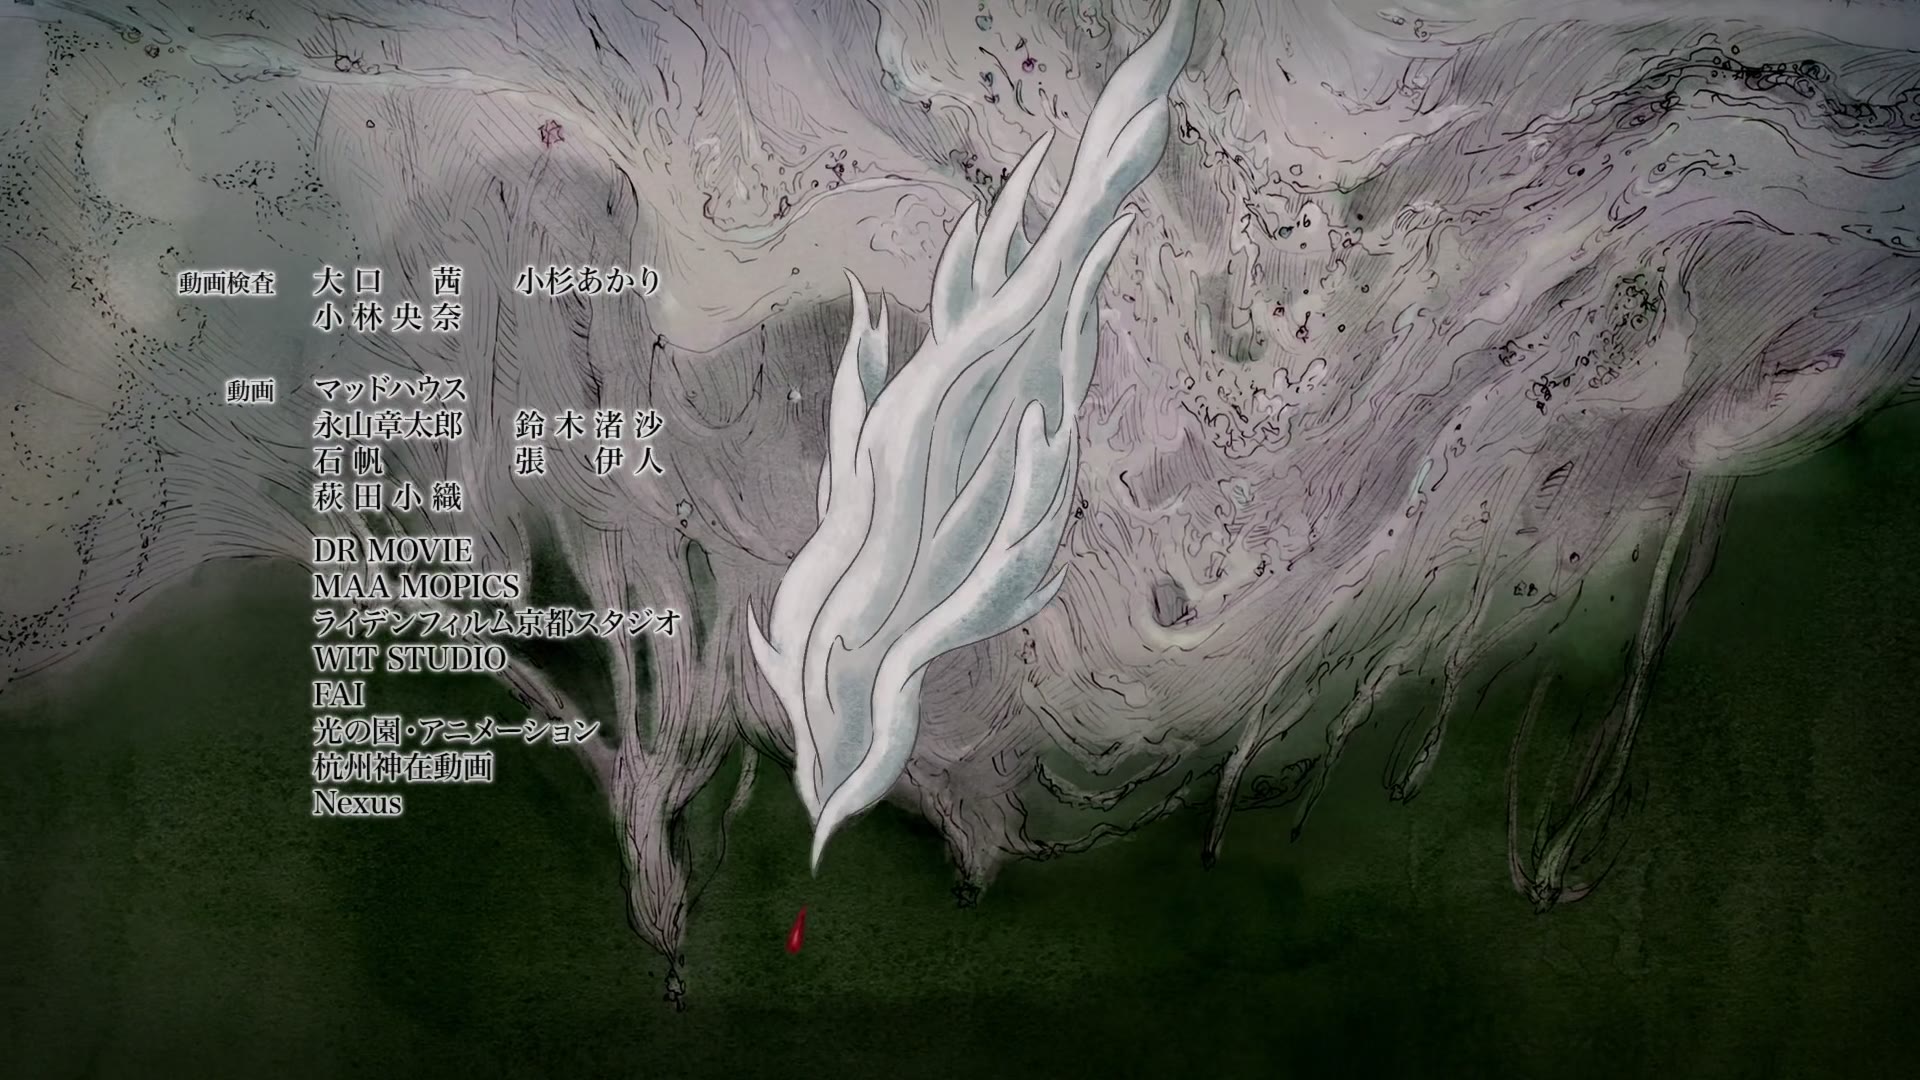 動画検査 大口 茜 小杉あかり
小林央奈
動画 マッドハウス
永山章太郎 鈴木渚沙
石帆 張 伊人
萩田小織
DR MOVIE
MAA MOPICS
ライデンフィルム京都スタジオ
WIT STUDIO
FAI
光の園・アニメーション
杭州神在動画
Nexus